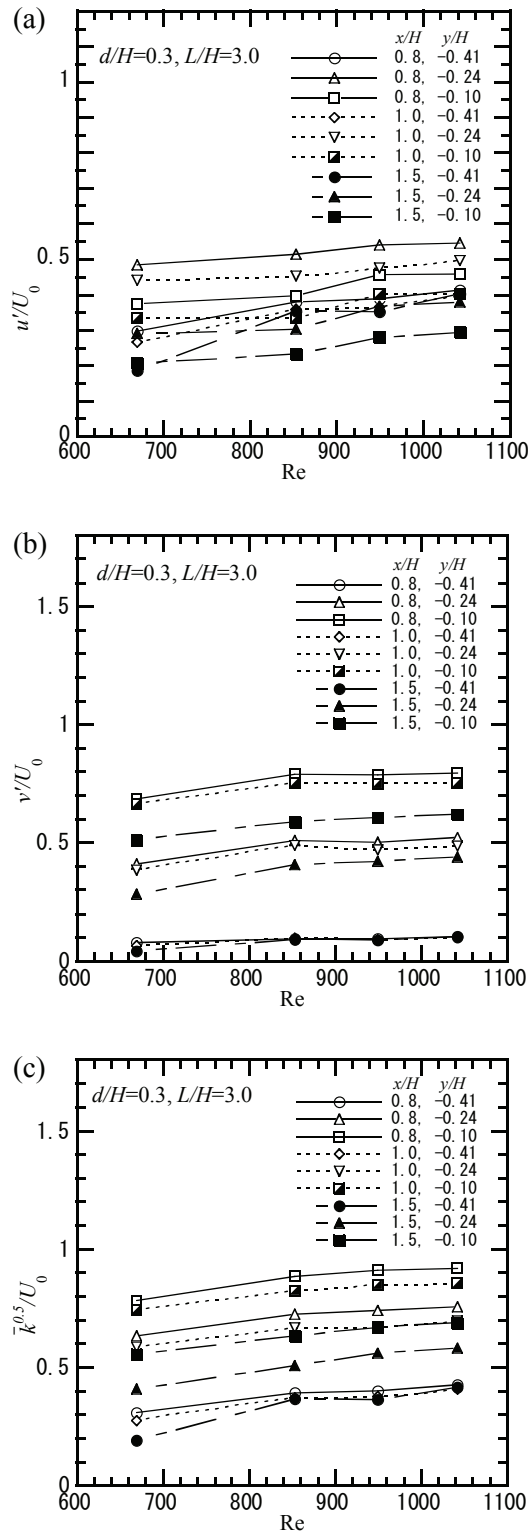 (a)
x/H y/H
d/H=0.3, L/H=3.0
0.8, -0.41
0.8, -0.24
0.8, -0.10
1.0, -0.41
1.0, -0.24
1.0, -0.10
1.5, -0.41
1.5, -0.24
1.5, -0.10
1
0.5
0
u'/U0
600 700 800 900 1000 1100
Re
(b)
x/H y/H
d/H=0.3, L/H=3.0
0.8, -0.41
0.8, -0.24
0.8, -0.10
1.0, -0.41
1.0, -0.24
1.0, -0.10
1.5, -0.41
1.5, -0.24
1.5, -0.10
1.5
1
0.5
0
v'/U0
600 700 800 900 1000 1100
Re
(c)
x/H y/H
d/H=0.3, L/H=3.0
0.8, -0.41
0.8, -0.24
0.8, -0.10
1.0, -0.41
1.0, -0.24
1.0, -0.10
1.5, -0.41
1.5, -0.24
1.5, -0.10
1.5
1
0.5
0
k̄^0.5/U0
600 700 800 900 1000 1100
Re